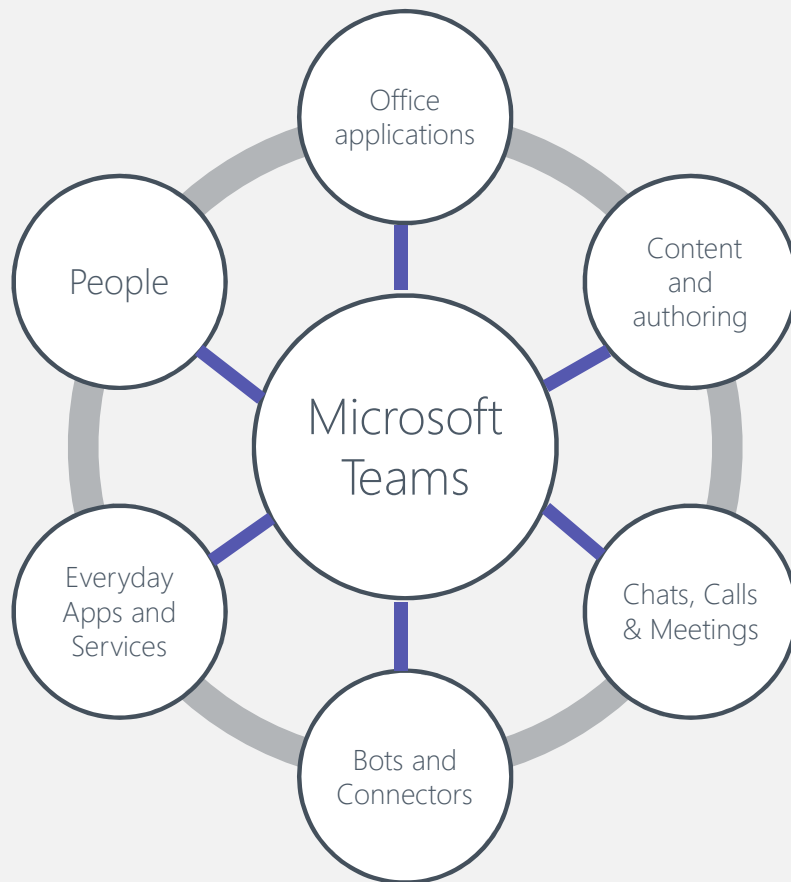 Office
applications
People
Content
and
authoring
Microsoft
Teams
Everyday
Apps and
Services
Chats, Calls
& Meetings
Bots and
Connectors